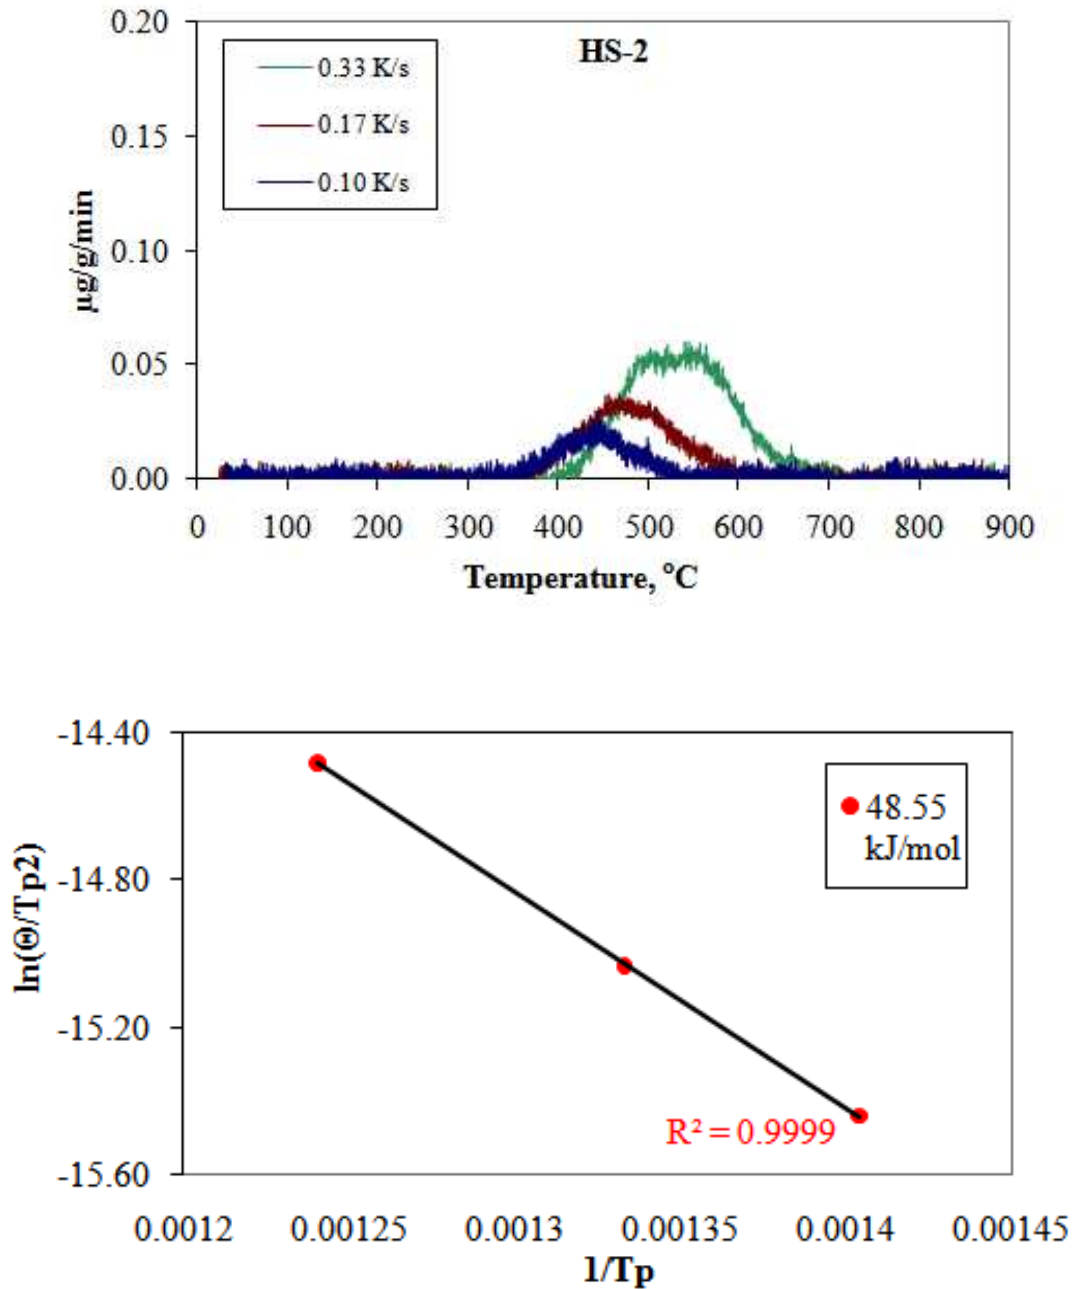 0.20
HS-2
0.33 K/s
0.17 K/s
0.10 K/s
0.15
0.10
0.05
0.00
µg/g/min
0 100 200 300 400 500 600 700 800 900
Temperature, °C
-14.40
-14.80
-15.20
-15.60
ln(Θ/Tp2)
48.55
kJ/mol
R² = 0.9999
0.0012 0.00125 0.0013 0.00135 0.0014 0.00145
1/Tp